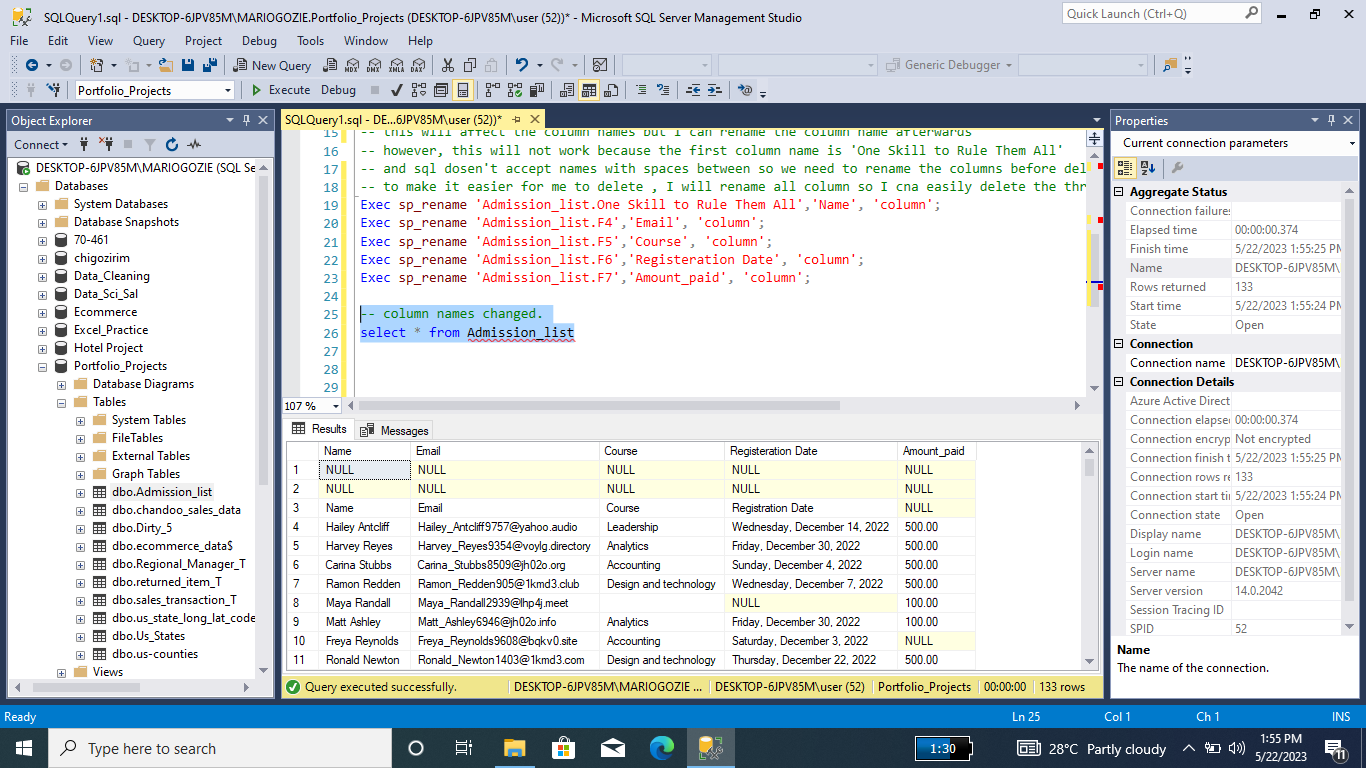 SQLQuery1.sql - DESKTOP-6JPV85M\MARIOGOZIE.Portfolio_Projects (DESKTOP-6JPV85M\user (52))* - Microsoft SQL Server Management Studio
Quick Launch (Ctrl+Q)
File Edit View Query Project Debug Tools Window Help
New Query MDX DMX XMLA DAX Generic Debugger
Portfolio_Projects Execute Debug
Object Explorer
Connect
DESKTOP-6JPV85M\MARIOGOZIE (SQL Se
Databases
System Databases
Database Snapshots
70-461
chigozirim
Data_Cleaning
Data_Sci_Sal
Ecommerce
Excel_Practice
Hotel Project
Portfolio_Projects
Database Diagrams
Tables
System Tables
FileTables
External Tables
Graph Tables
dbo.Admission_list
dbo.chandoo_sales_data
dbo.Dirty_5
dbo.ecommerce_data$
dbo.Regional_Manager_T
dbo.returned_item_T
dbo.sales_transaction_T
dbo.us_state_long_lat_code
dbo.Us_States
dbo.us-counties
Views
SQLQuery1.sql - DE...6JPV85M\user (52))*
15 -- this will affect the column names but I can rename the column name afterwards
16 -- however, this will not work because the first column name is 'One Skill to Rule Them All'
17 -- and sql dosen't accept names with spaces between so we need to rename the columns before del
18 -- to make it easier for me to delete , I will rename all column so I cna easily delete the thr
19 Exec sp_rename 'Admission_list.One Skill to Rule Them All','Name', 'column';
20 Exec sp_rename 'Admission_list.F4','Email', 'column';
21 Exec sp_rename 'Admission_list.F5','Course', 'column';
22 Exec sp_rename 'Admission_list.F6','Registeration Date', 'column';
23 Exec sp_rename 'Admission_list.F7','Amount_paid', 'column';
24
25 -- column names changed.
26 select * from Admission_list
27
28
29
107 %
Results Messages
Name Email Course Registeration Date Amount_paid
1 NULL NULL NULL NULL NULL
2 NULL NULL NULL NULL NULL
3 Name Email Course Registration Date NULL
4 Hailey Antcliff Hailey_Antcliff9757@yahoo.audio Leadership Wednesday, December 14, 2022 500.00
5 Harvey Reyes Harvey_Reyes9354@voylg.directory Analytics Friday, December 30, 2022 500.00
6 Carina Stubbs Carina_Stubbs8509@jh02o.org Accounting Sunday, December 4, 2022 500.00
7 Ramon Redden Ramon_Redden905@1kmd3.club Design and technology Wednesday, December 7, 2022 500.00
8 Maya Randall Maya_Randall2939@lhp4j.meet NULL 100.00
9 Matt Ashley Matt_Ashley6946@jh02o.info Analytics Friday, December 30, 2022 100.00
10 Freya Reynolds Freya_Reynolds9608@bqkv0.site Accounting Saturday, December 3, 2022 NULL
11 Ronald Newton Ronald_Newton1403@1kmd3.com Design and technology Thursday, December 22, 2022 500.00
Query executed successfully. DESKTOP-6JPV85M\MARIOGOZIE ... DESKTOP-6JPV85M\user (52) Portfolio_Projects 00:00:00 133 rows
Properties
Current connection parameters
Aggregate Status
Connection failures
Elapsed time 00:00:00.374
Finish time 5/22/2023 1:55:25 PM
Name DESKTOP-6JPV85M\
Rows returned 133
Start time 5/22/2023 1:55:24 PM
State Open
Connection
Connection name DESKTOP-6JPV85M\
Connection Details
Azure Active Direct
Connection elapse 00:00:00.374
Connection encryp Not encrypted
Connection finish t 5/22/2023 1:55:25 PM
Connection rows re 133
Connection start ti 5/22/2023 1:55:24 PM
Connection state Open
Display name DESKTOP-6JPV85M\
Login name DESKTOP-6JPV85M\
Server name DESKTOP-6JPV85M\
Server version 14.0.2042
Session Tracing ID
SPID 52
Name
The name of the connection.
Ready Ln 25 Col 1 Ch 1 INS
Type here to search
1:30
28°C Partly cloudy
1:55 PM
5/22/2023
11